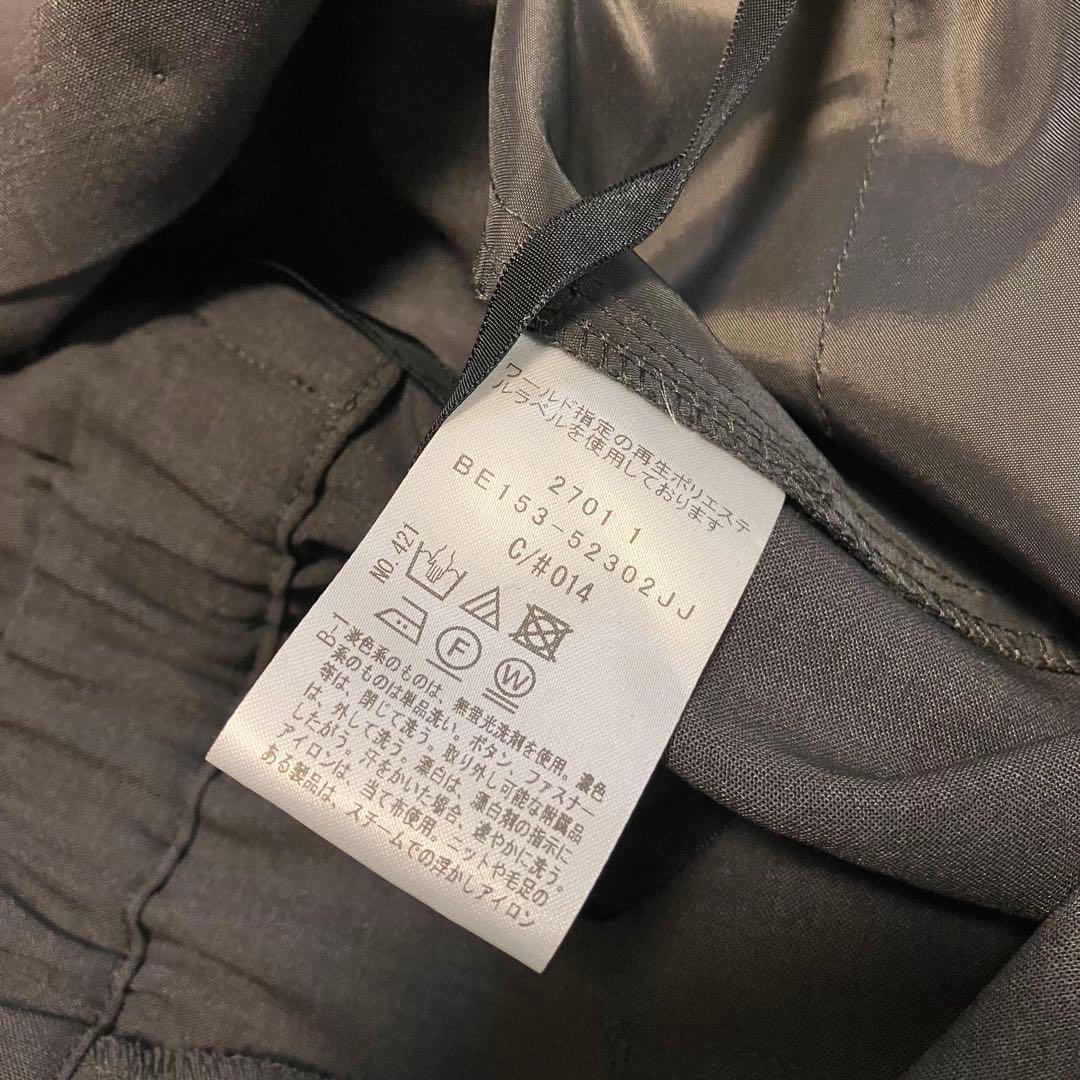 ワールド指定の再生ポリエステ
ルラベルを使用しております
2701 1
BE153-52302JJ
C/#014
NO.421
F
W
B-1 淡色系のものは、無蛍光洗剤を使用。濃色
系のものは単品洗い。ボタン、ファスナー
等は、閉じて洗う。取り外し可能な附属品
は、外して洗う。漂白は、漂白剤の指示に
したがう。汗をかいた場合、速やかに洗う。
アイロンは、当て布使用。ニットや毛足の
ある製品は、スチームでの浮かしアイロン